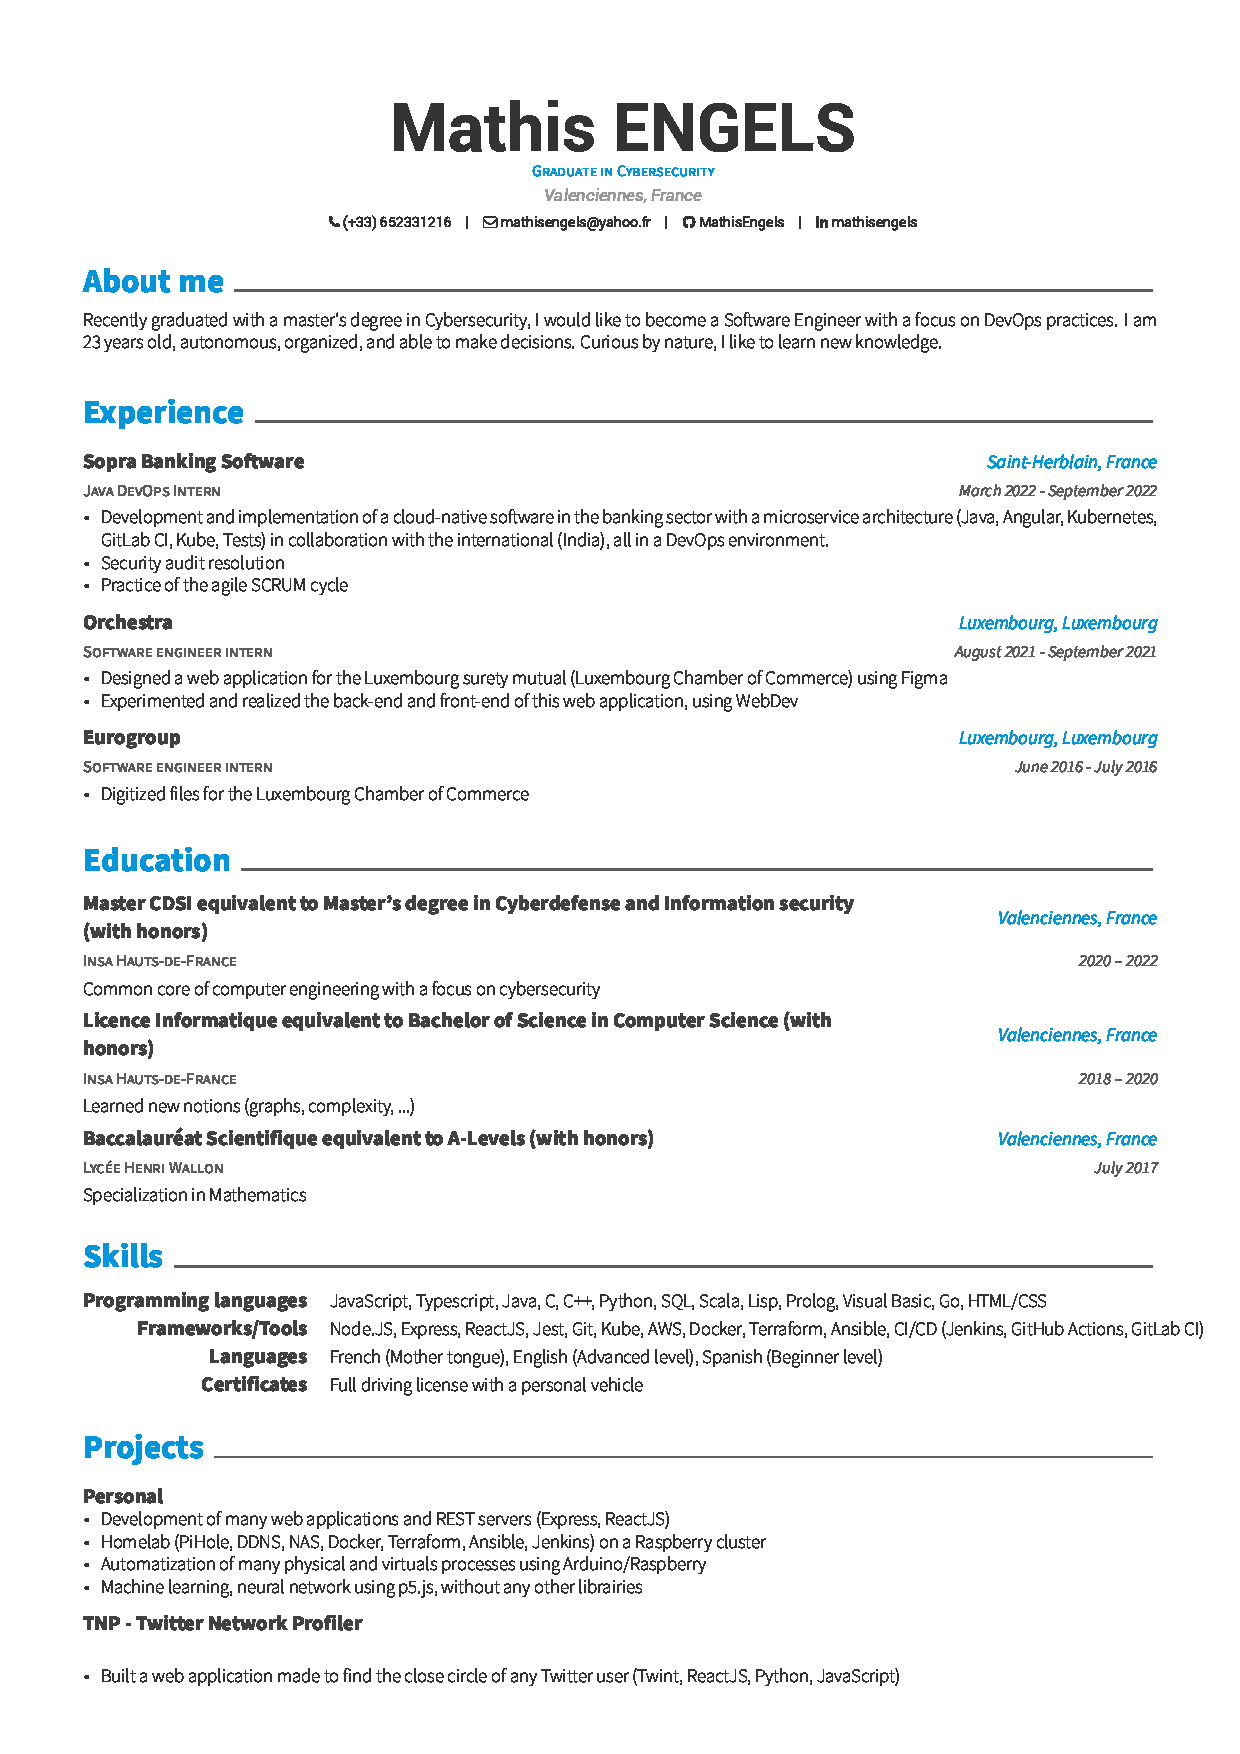 Mathis ENGELS
Graduate in Cybersecurity
Valenciennes, France
(+33) 652331216 | mathisengels@yahoo.fr | MathisEngels | mathisengels
About me
Recently graduated with a master's degree in Cybersecurity, I would like to become a Software Engineer with a focus on DevOps practices. I am
23 years old, autonomous, organized, and able to make decisions. Curious by nature, I like to learn new knowledge.
Experience
Sopra Banking Software Saint-Herblain, France
Java DevOps Intern March 2022 - September 2022
• Development and implementation of a cloud-native software in the banking sector with a microservice architecture (Java, Angular, Kubernetes,
GitLab CI, Kube, Tests) in collaboration with the international (India), all in a DevOps environment.
• Security audit resolution
• Practice of the agile SCRUM cycle
Orchestra Luxembourg, Luxembourg
Software engineer intern August 2021 - September 2021
• Designed a web application for the Luxembourg surety mutual (Luxembourg Chamber of Commerce) using Figma
• Experimented and realized the back-end and front-end of this web application, using WebDev
Eurogroup Luxembourg, Luxembourg
Software engineer intern June 2016 - July 2016
• Digitized files for the Luxembourg Chamber of Commerce
Education
Master CDSI equivalent to Master’s degree in Cyberdefense and Information security
(with honors) Valenciennes, France
Insa Hauts-de-France 2020 – 2022
Common core of computer engineering with a focus on cybersecurity
Licence Informatique equivalent to Bachelor of Science in Computer Science (with
honors) Valenciennes, France
Insa Hauts-de-France 2018 – 2020
Learned new notions (graphs, complexity, ...)
Baccalauréat Scientifique equivalent to A-Levels (with honors) Valenciennes, France
Lycée Henri Wallon July 2017
Specialization in Mathematics
Skills
Programming languages JavaScript, Typescript, Java, C, C++, Python, SQL, Scala, Lisp, Prolog, Visual Basic, Go, HTML/CSS
Frameworks/Tools Node.JS, Express, ReactJS, Jest, Git, Kube, AWS, Docker, Terraform, Ansible, CI/CD (Jenkins, GitHub Actions, GitLab CI)
Languages French (Mother tongue), English (Advanced level), Spanish (Beginner level)
Certificates Full driving license with a personal vehicle
Projects
Personal
• Development of many web applications and REST servers (Express, ReactJS)
• Homelab (PiHole, DDNS, NAS, Docker, Terraform, Ansible, Jenkins) on a Raspberry cluster
• Automatization of many physical and virtuals processes using Arduino/Raspberry
• Machine learning, neural network using p5.js, without any other librairies
TNP - Twitter Network Profiler
• Built a web application made to find the close circle of any Twitter user (Twint, ReactJS, Python, JavaScript)